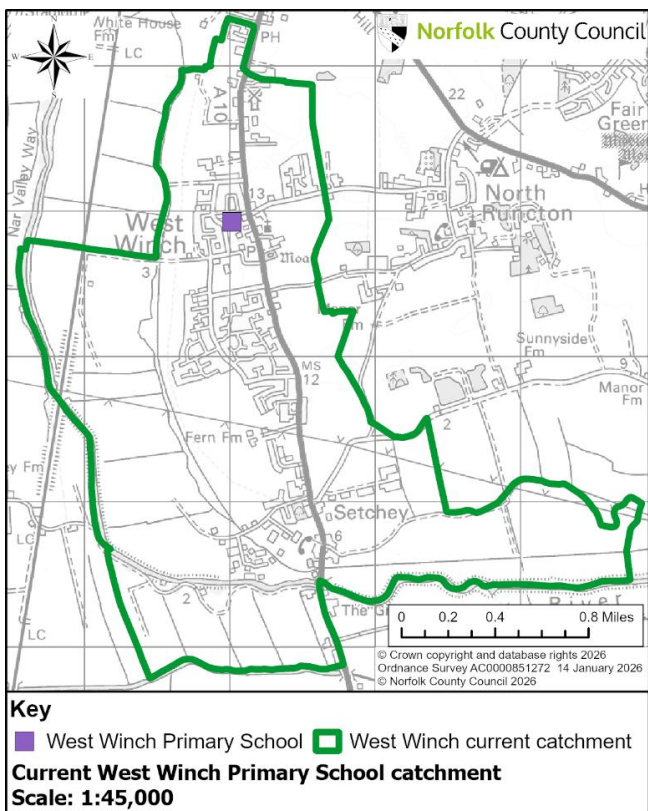 White House
Fm
LC
N
W
E
S
PH
Hill
Norfolk County Council
A10
22
Fair
Green
Nar Valley Way
13
North
Runcton
West
Winch
Moat
3
Manor
Fm
Sunnyside
Fm
MS
12
9
Manor
Fm
2
Fern Fm
ey Fm
Setchey
6
LC
2
The G
River
LC
0 0.2 0.4 0.8 Miles
© Crown copyright and database rights 2026
Ordnance Survey AC0000851272 14 January 2026
© Norfolk County Council 2026
Key
West Winch Primary School West Winch current catchment
Current West Winch Primary School catchment
Scale: 1:45,000